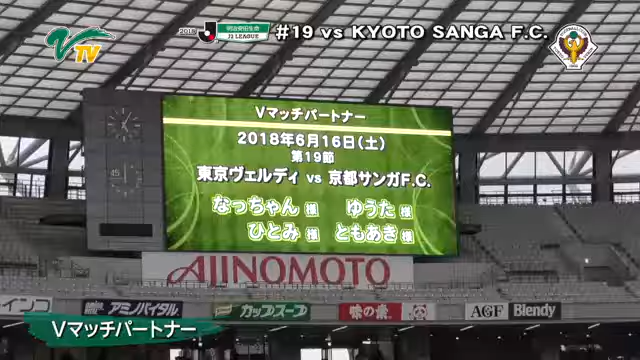 VTV
2018 明治安田生命 J2 LEAGUE #19 vs KYOTO SANGA F.C.
Vマッチパートナー
2018年6月16日(土)
第19節
東京ヴェルディ vs 京都サンガF.C.
なっちゃん様 ゆうた様
ひとみ様 ともあき様
45
AJINOMOTO
アミノバイタル カップスープ 味の素 AGF Blendy
Vマッチパートナー